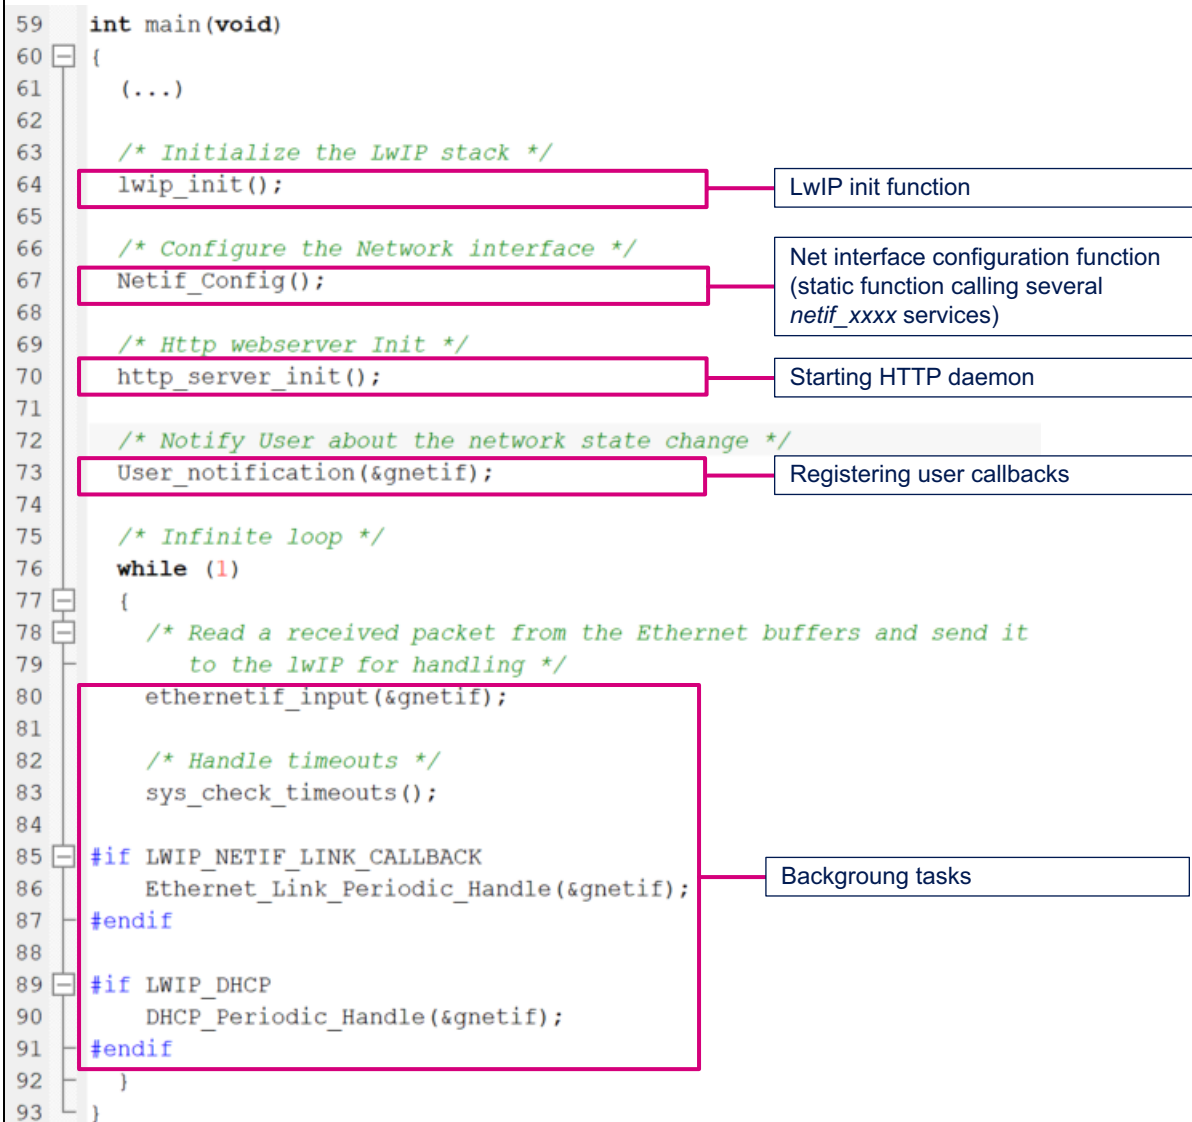 59 int main(void)
60 {
61 (...)
62
63 /* Initialize the LwIP stack */
64 lwip_init();
LwIP init function
65
66 /* Configure the Network interface */
67 Netif_Config();
Net interface configuration function
(static function calling several
netif_xxxx services)
68
69 /* Http webserver Init */
70 http_server_init();
Starting HTTP daemon
71
72 /* Notify User about the network state change */
73 User_notification(&gnetif);
Registering user callbacks
74
75 /* Infinite loop */
76 while (1)
77 {
78 /* Read a received packet from the Ethernet buffers and send it
79 to the lwIP for handling */
80 ethernetif_input(&gnetif);
81
82 /* Handle timeouts */
83 sys_check_timeouts();
84
85 #if LWIP_NETIF_LINK_CALLBACK
86 Ethernet_Link_Periodic_Handle(&gnetif);
Backgroung tasks
87 #endif
88
89 #if LWIP_DHCP
90 DHCP_Periodic_Handle(&gnetif);
91 #endif
92 }
93 }